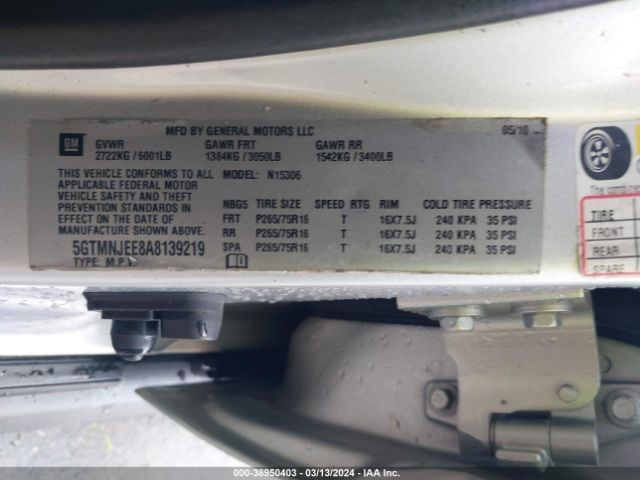 MFD BY GENERAL MOTORS LLC 05/10
GM
GVWR GAWR FRT GAWR RR
2722KG / 6001LB 1384KG / 3050LB 1542KG / 3400LB
THIS VEHICLE CONFORMS TO ALL MODEL: N15306
APPLICABLE FEDERAL MOTOR
VEHICLE SAFETY AND THEFT
PREVENTION STANDARDS IN
EFFECT ON THE DATE OF
MANUFACTURE SHOWN ABOVE.
5GTMNJEE8A8139219
TYPE: M.P.V
NBG5 TIRE SIZE SPEED RTG RIM COLD TIRE PRESSURE
FRT P265/75R16 T 16X7.5J 240 KPA 35 PSI
RR P265/75R16 T 16X7.5J 240 KPA 35 PSI
SPA P265/75R16 T 16X7.5J 240 KPA 35 PSI
TIRE
FRONT
REAR
SPARE
000-38950403 - 03/13/2024 - IAA Inc.